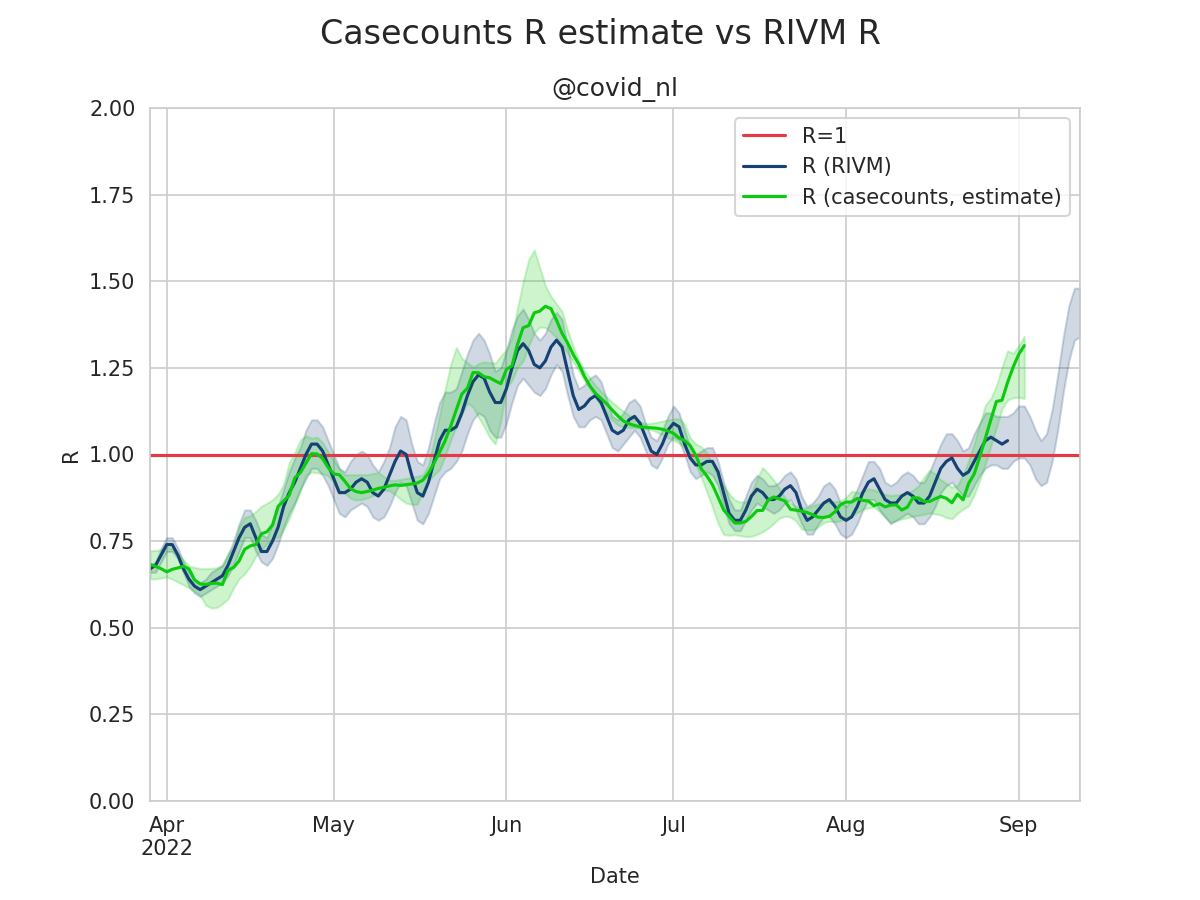 Casecounts R estimate vs RIVM R
@covid_nl
2.00
1.75
1.50
1.25
1.00
0.75
0.50
0.25
0.00
R
R=1
R (RIVM)
R (casecounts, estimate)
Apr May Jun Jul Aug Sep
2022
Date